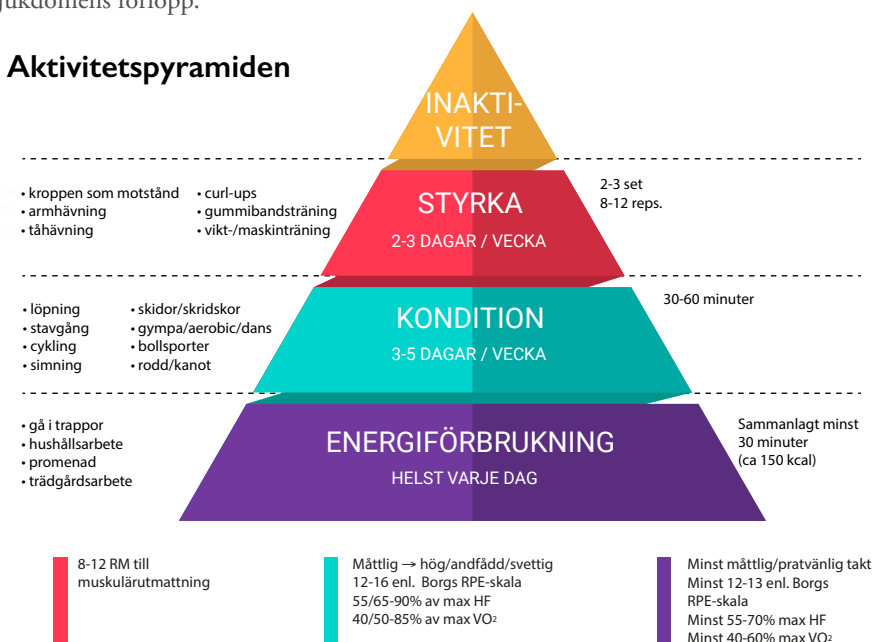 jukdomens förlopp.
Aktivitetspyramiden
INAKTI-
VITET
• kroppen som motstånd
• armhävning
• tåhävning
• curl-ups
• gummibandsträning
• vikt-/maskinträning
STYRKA
2-3 DAGAR / VECKA
2-3 set
8-12 reps.
• löpning
• stavgång
• cykling
• simning
• skidor/skridskor
• gympa/aerobic/dans
• bollsporter
• rodd/kanot
KONDITION
3-5 DAGAR / VECKA
30-60 minuter
• gå i trappor
• hushållsarbete
• promenad
• trädgårdsarbete
ENERGIFÖRBRUKNING
HELST VARJE DAG
Sammanlagt minst
30 minuter
(ca 150 kcal)
8-12 RM till
muskulärutmattning
Måttlig → hög/andfådd/svettig
12-16 enl. Borgs RPE-skala
55/65-90% av max HF
40/50-85% av max VO2
Minst måttlig/pratvänlig takt
Minst 12-13 enl. Borgs
RPE-skala
Minst 55-70% max HF
Minst 40-60% max VO2